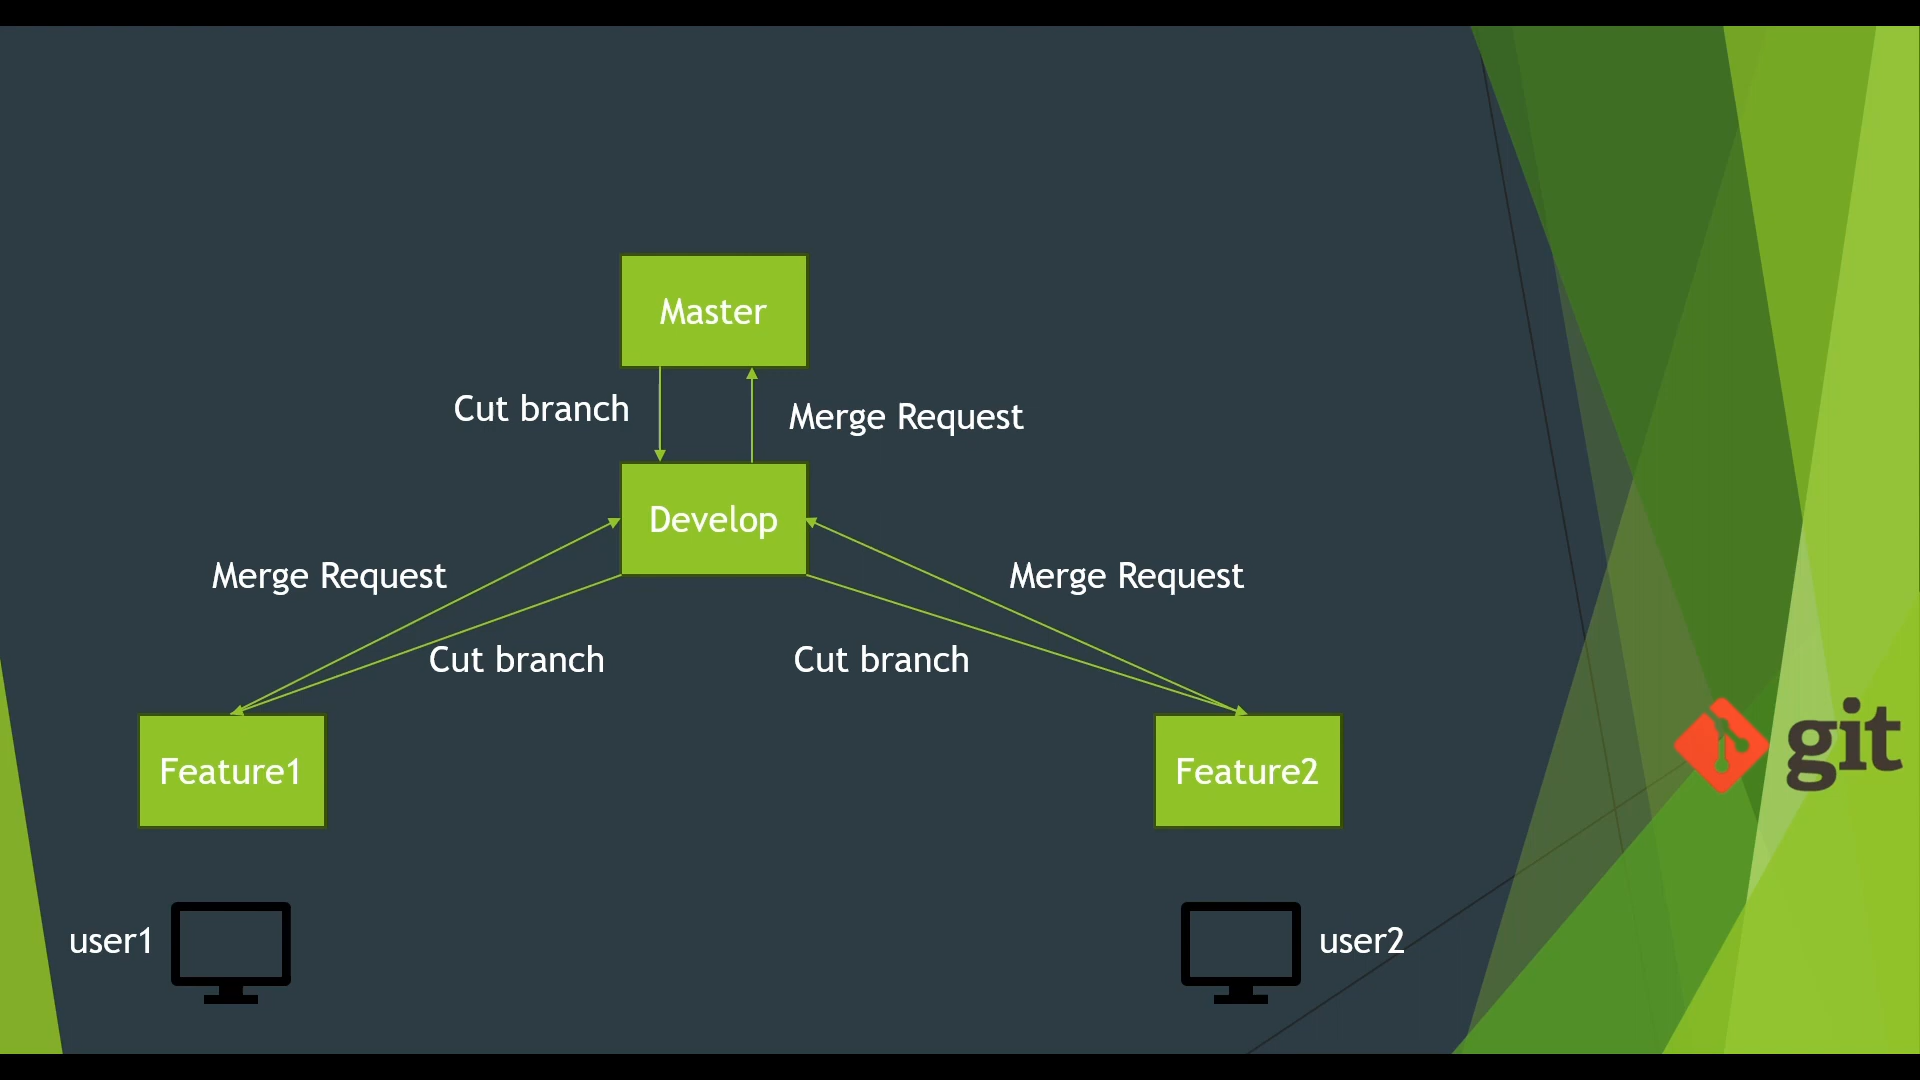 Master
Cut branch
Merge Request
Develop
Merge Request
Merge Request
Cut branch
Cut branch
Feature1
Feature2
git
user1
user2